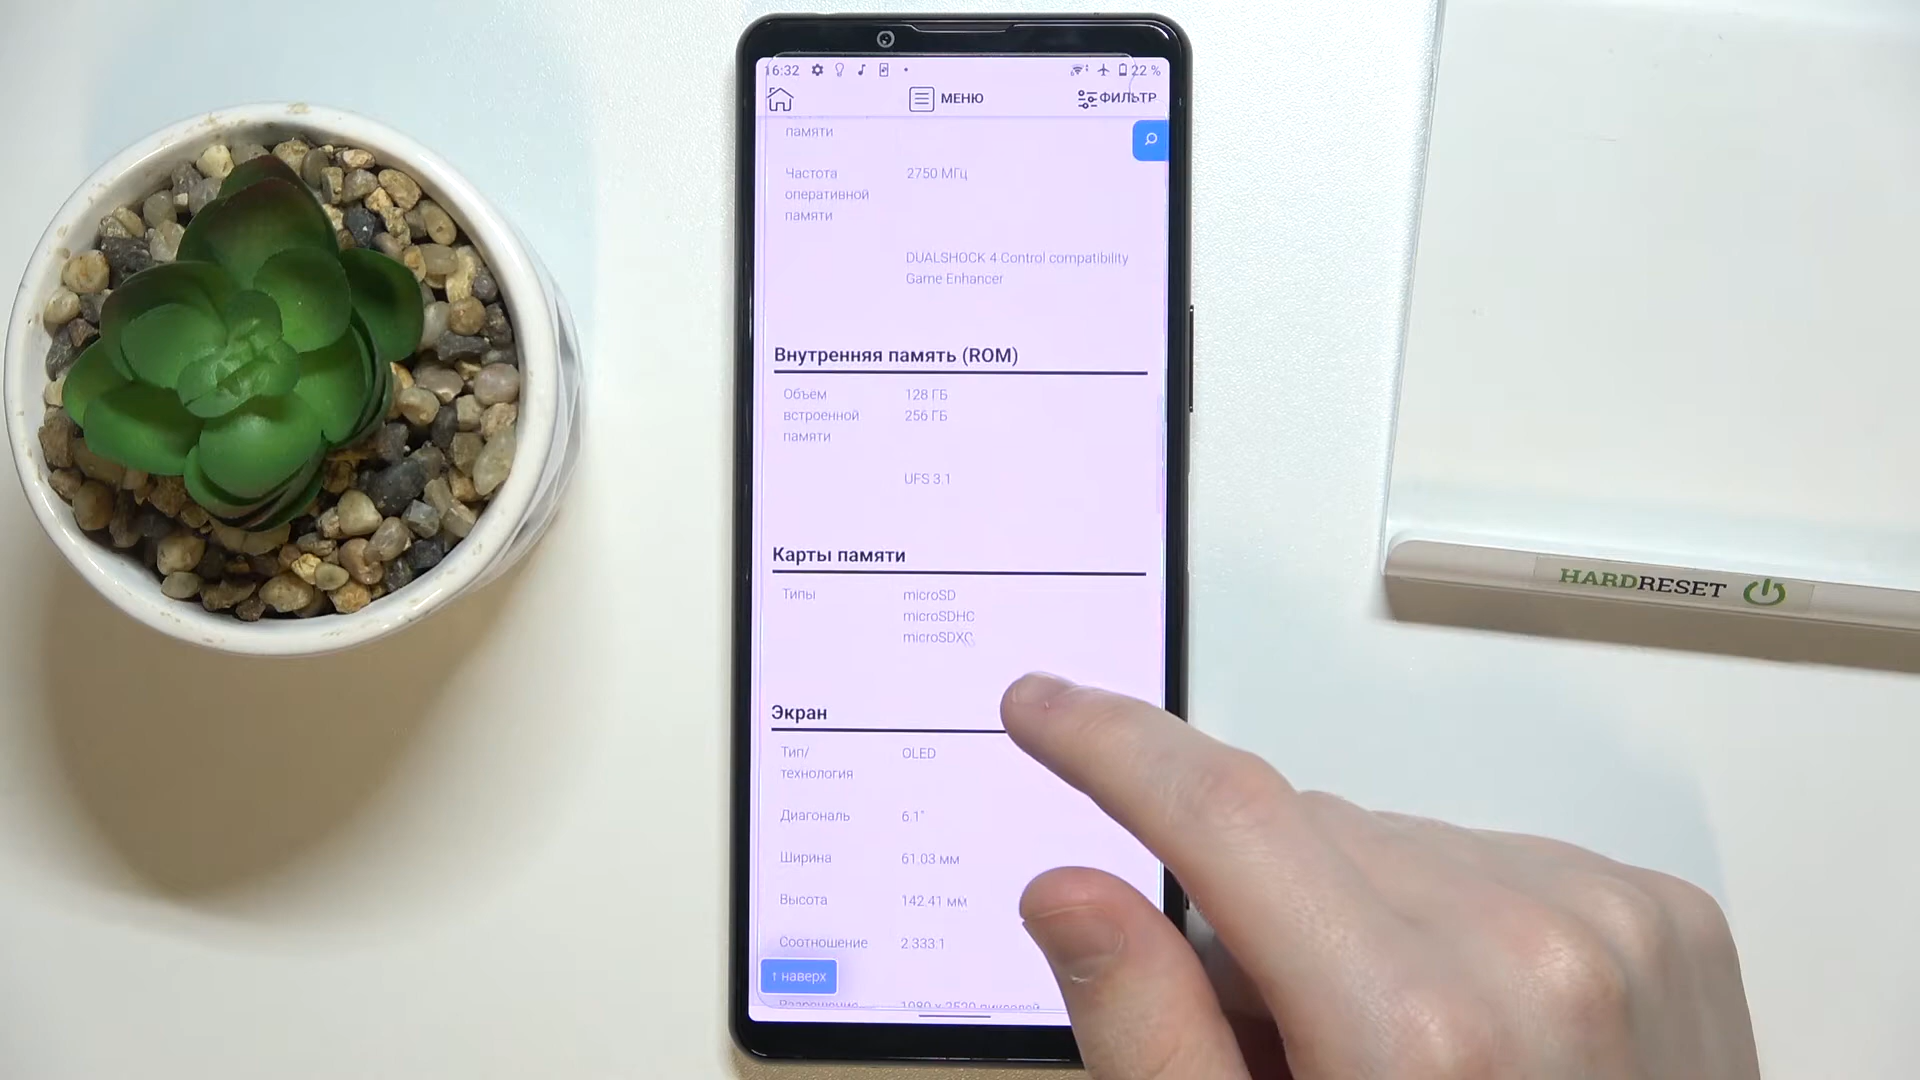 16:32
22 %
МЕНЮ
ФИЛЬТР
памяти
Частота
оперативной
памяти
2750 МГц
DUALSHOCK 4 Control compatibility
Game Enhancer
Внутренняя память (ROM)
Объем
встроенной
памяти
128 ГБ
256 ГБ
UFS 3.1
Карты памяти
Типы
microSD
microSDHC
microSDXC
Экран
Тип/
технология
OLED
Диагональ
6.1"
Ширина
61.03 мм
Высота
142.41 мм
Соотношение
2.333:1
↑ наверх
Разрешение
1080 x 2520 пикселей
HARDRESET